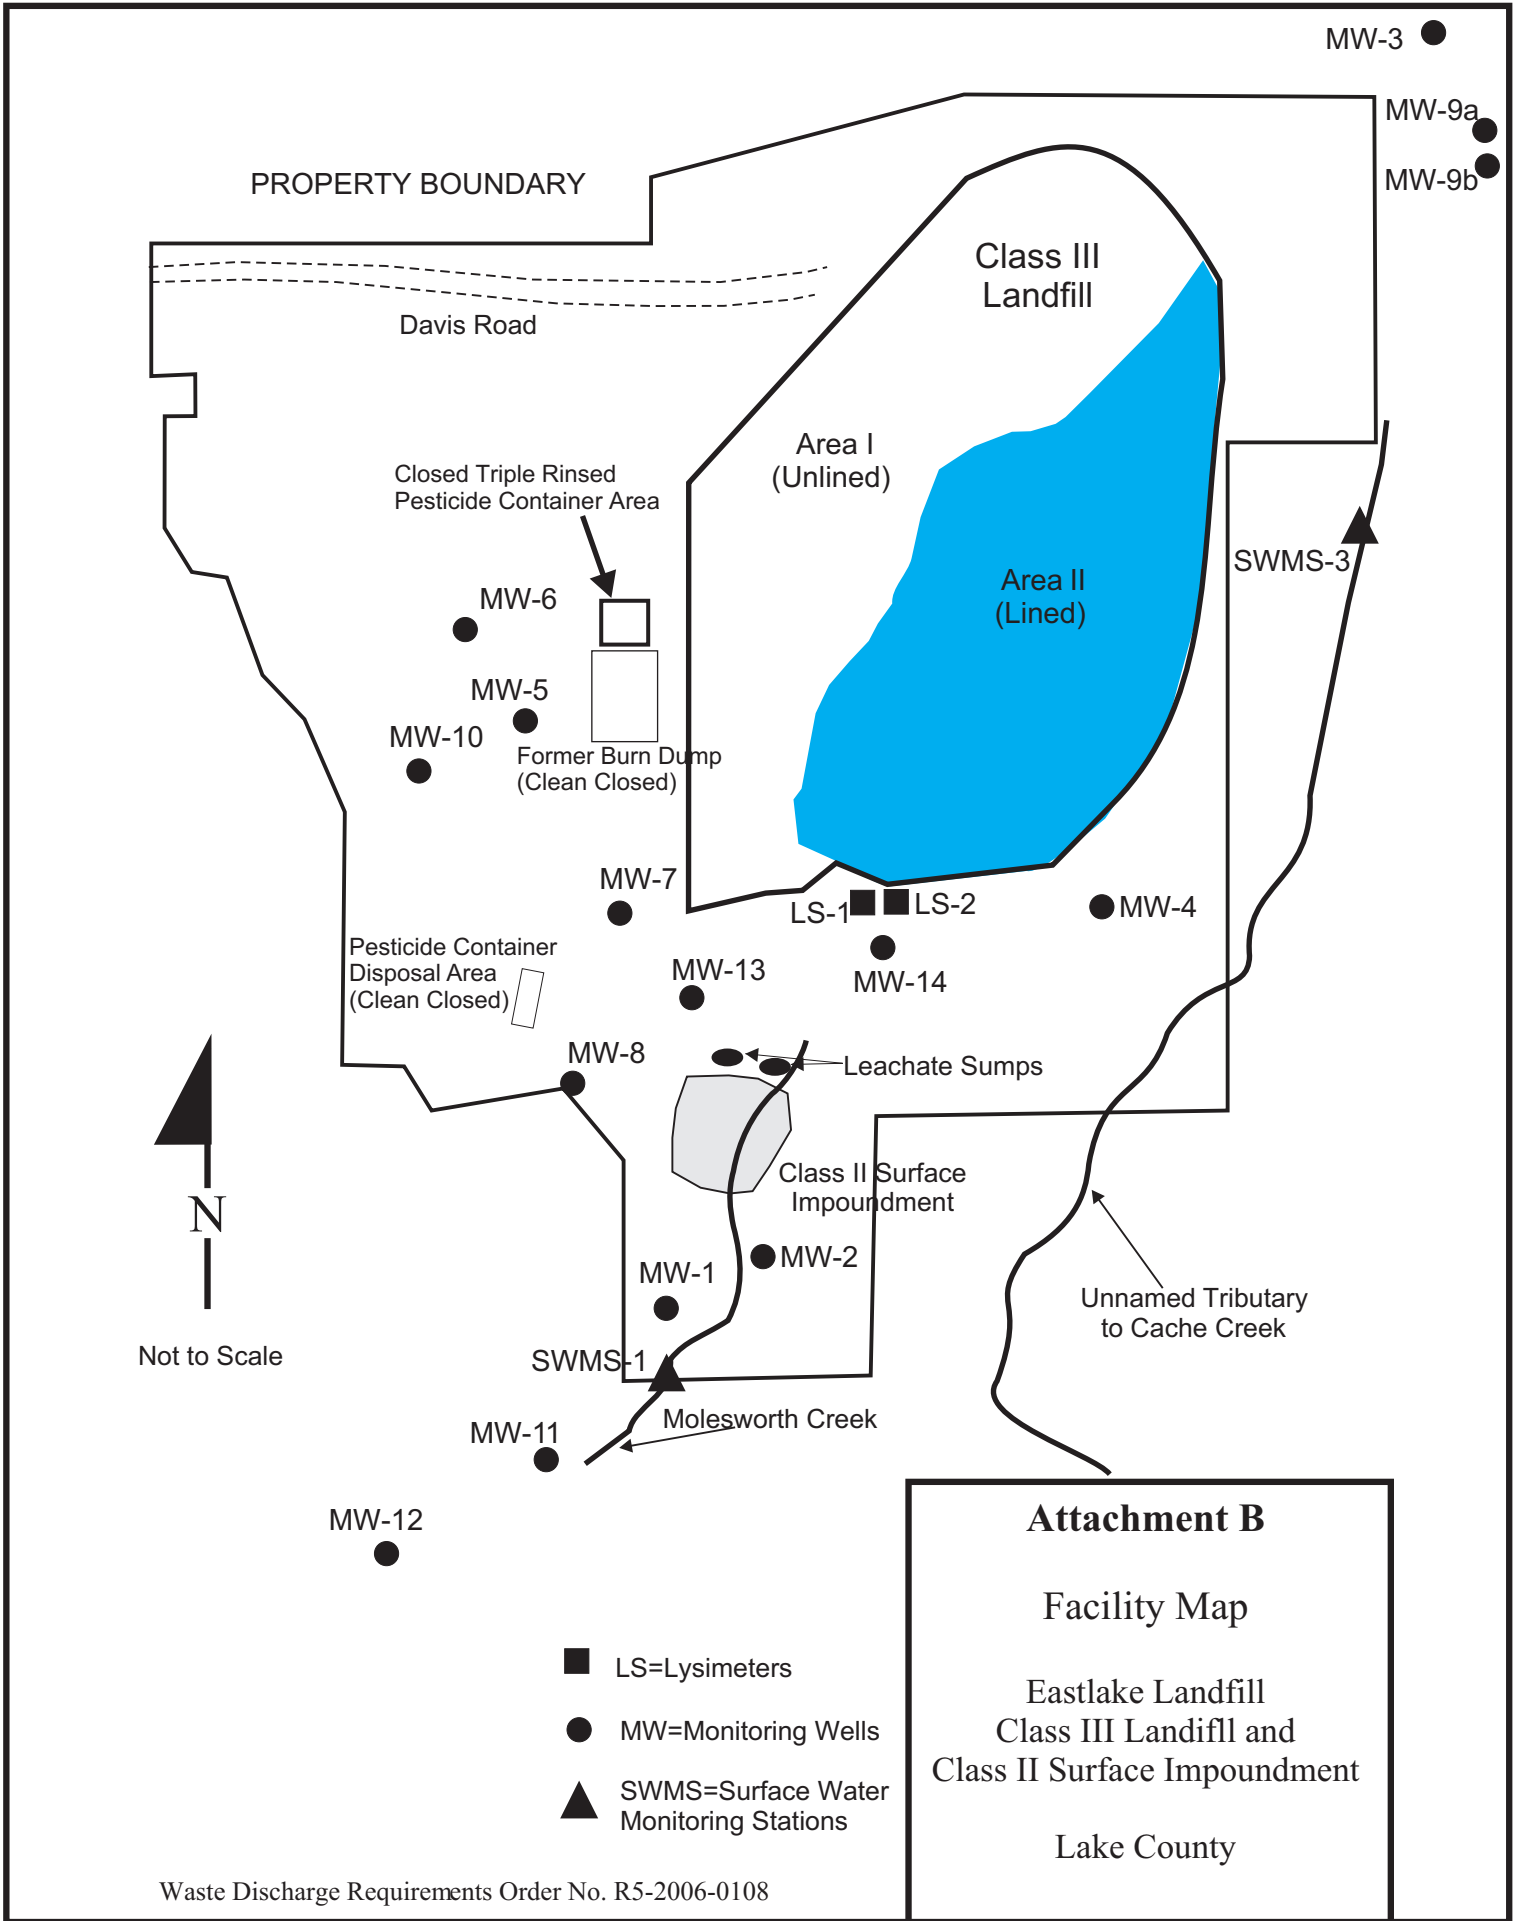 MW-3
MW-9a
MW-9b
PROPERTY BOUNDARY
Class III
Landfill
Davis Road
Area I
(Unlined)
Closed Triple Rinsed
Pesticide Container Area
SWMS-3
Area II
(Lined)
MW-6
MW-5
MW-10
Former Burn Dump
(Clean Closed)
MW-7
LS-1
LS-2
MW-4
Pesticide Container
Disposal Area
(Clean Closed)
MW-13
MW-14
MW-8
Leachate Sumps
Class II Surface
Impoundment
N
MW-2
MW-1
Unnamed Tributary
to Cache Creek
Not to Scale
SWMS-1
Molesworth Creek
MW-11
MW-12
Attachment B
Facility Map
Eastlake Landfill
Class III Landifll and
Class II Surface Impoundment
Lake County
LS=Lysimeters
MW=Monitoring Wells
SWMS=Surface Water
Monitoring Stations
Waste Discharge Requirements Order No. R5-2006-0108